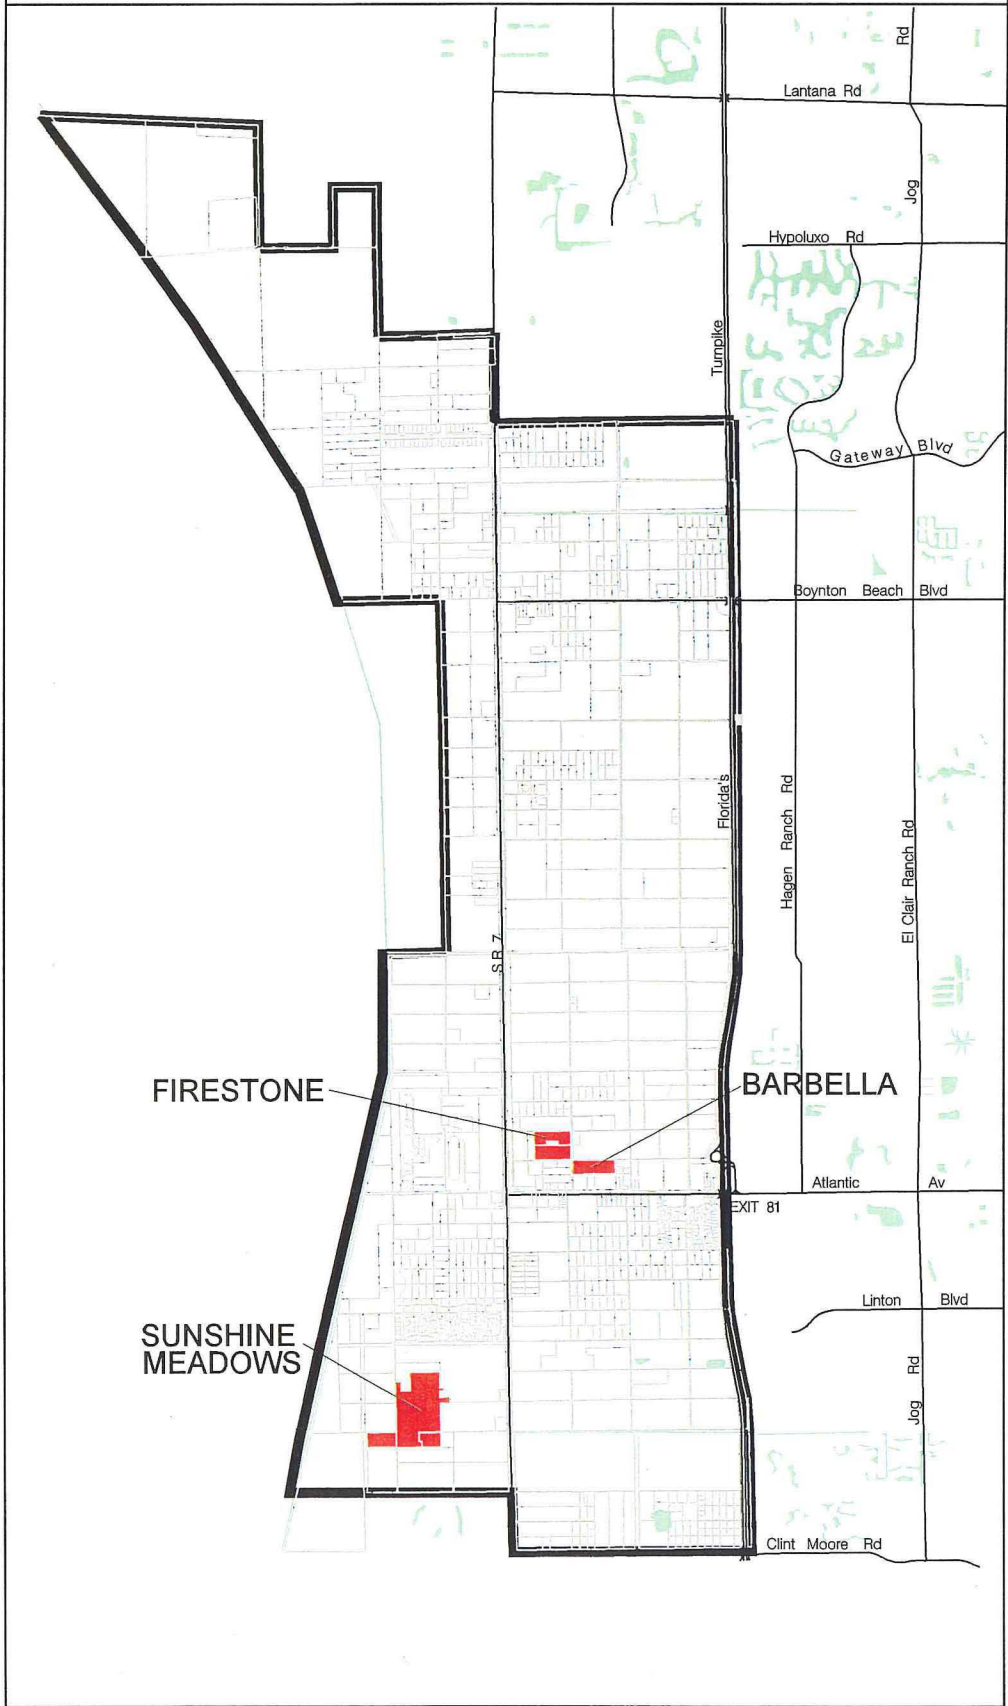 Rd
Lantana Rd
Jog
Hypoluxo Rd
Turnpike
Gateway Blvd
Boynton Beach Blvd
Florida's
Hagen Ranch Rd
El Clair Ranch Rd
S R 7
FIRESTONE
BARBELLA
Atlantic Av
EXIT 81
Linton Blvd
SUNSHINE
MEADOWS
Jog Rd
Clint Moore Rd